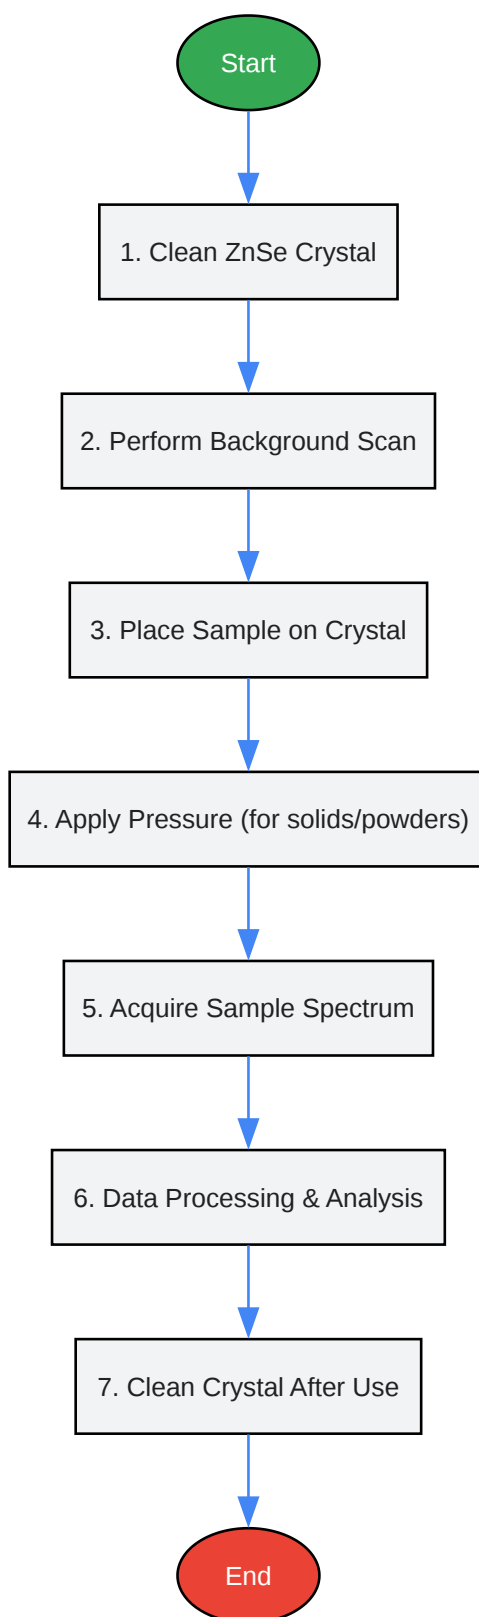 Start
1. Clean ZnSe Crystal
2. Perform Background Scan
3. Place Sample on Crystal
4. Apply Pressure (for solids/powders)
5. Acquire Sample Spectrum
6. Data Processing & Analysis
7. Clean Crystal After Use
End